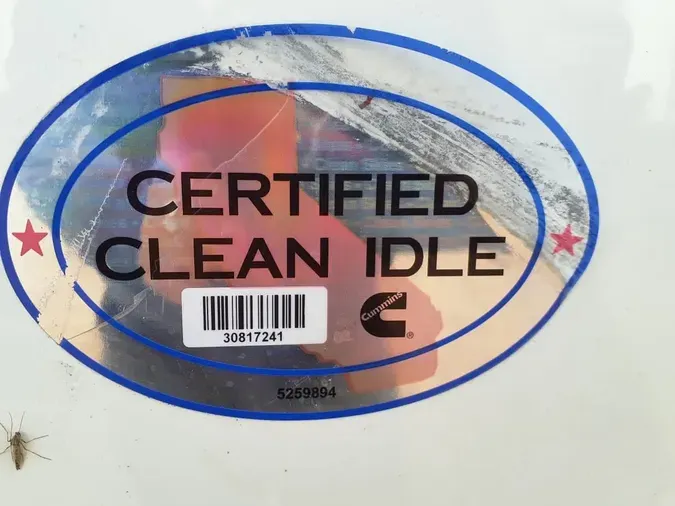 CERTIFIED
CLEAN IDLE
30817241
Cummins
®
5259894